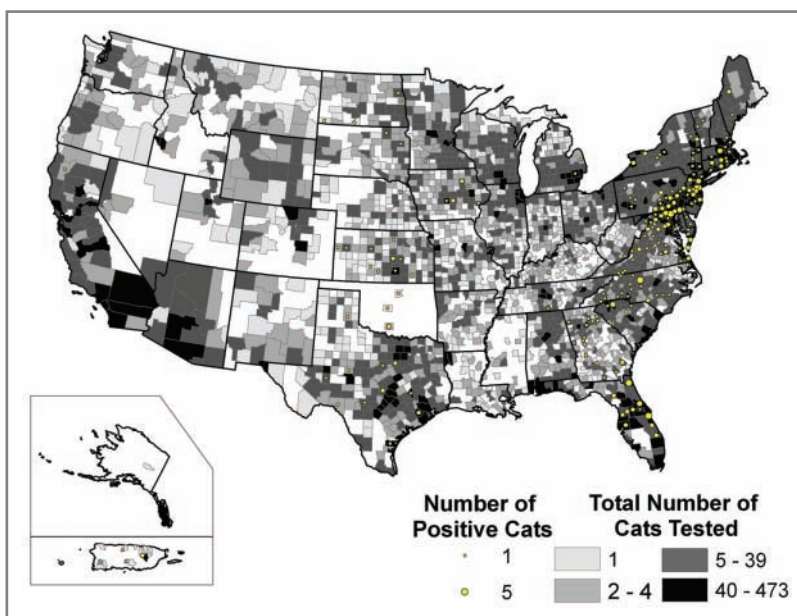 Number of Positive Cats
1
5
Total Number of Cats Tested
1
2 - 4
5 - 39
40 - 473